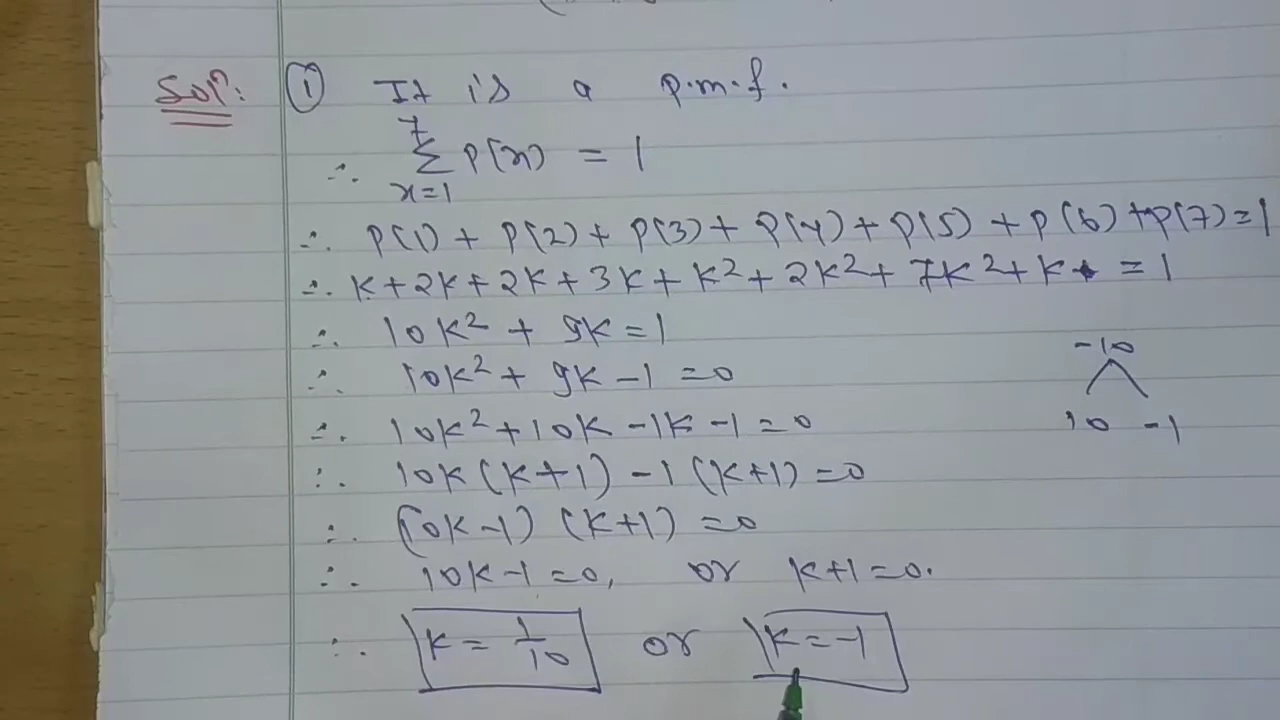 Solⁿ: ① It is a p.m.f.
∴ 7 Σ x=1 P(x) = 1
∴ P(1) + P(2) + P(3) + P(4) + P(5) + P(6) + P(7) = 1
∴ K + 2K + 2K + 3K + K² + 2K² + 7K² + K = 1
∴ 10K² + 9K = 1
∴ 10K² + 9K - 1 = 0
-10
∴ 10K² + 10K - 1K - 1 = 0
10 -1
∴ 10K (K+1) - 1 (K+1) = 0
∴ (10K - 1) (K+1) = 0
∴ 10K - 1 = 0, or K+1 = 0.
∴ K = 1/10 or K = -1